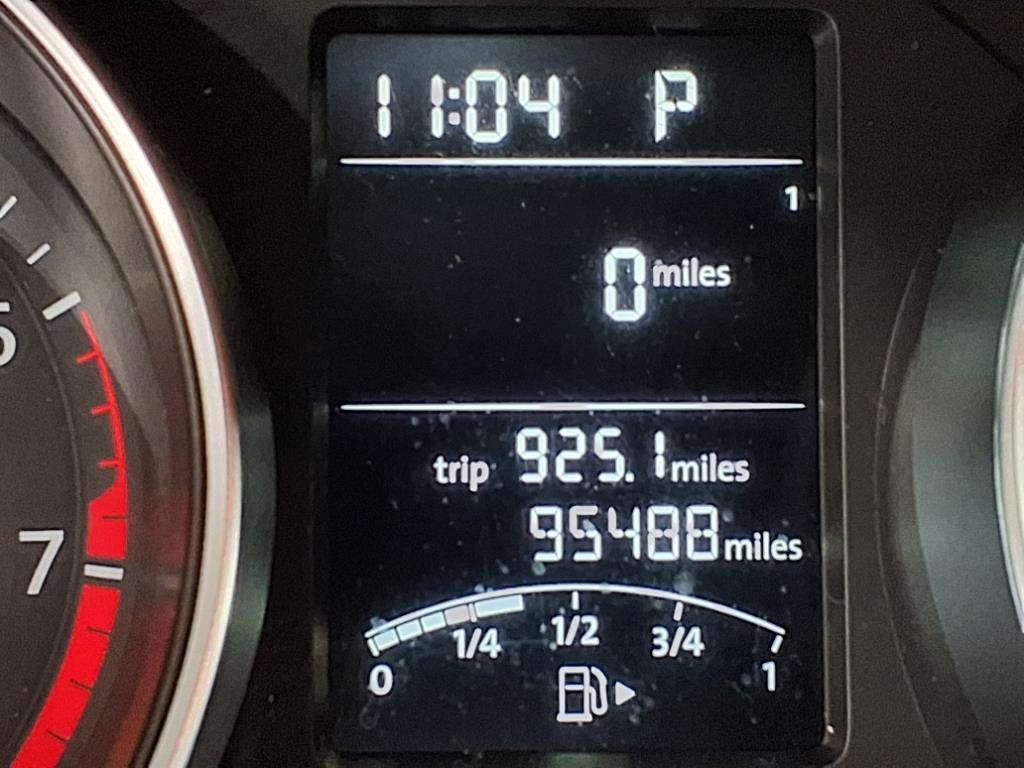 11:04 P
1
0 miles
trip 925.1 miles
95488 miles
0 1/4 1/2 3/4 1
7